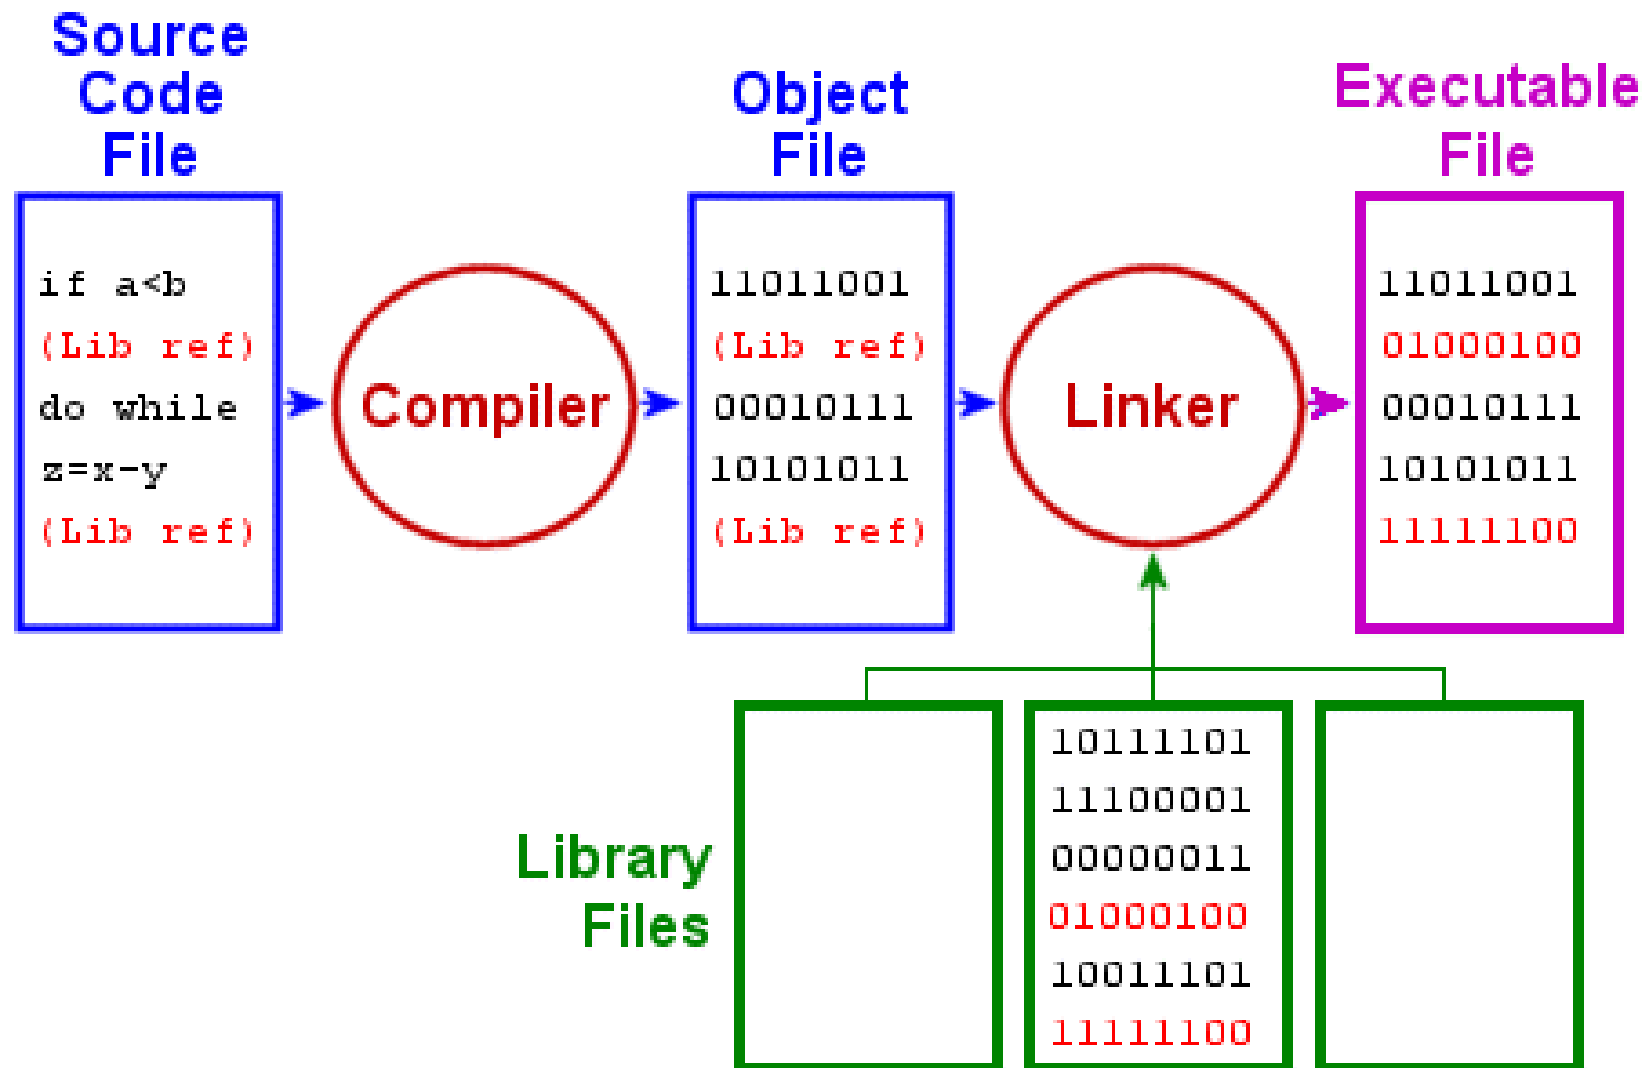 Source
Code
File
if a<b
(Lib ref)
do while
z=x-y
(Lib ref)
Compiler
Object
File
11011001
(Lib ref)
00010111
10101011
(Lib ref)
Linker
Executable
File
11011001
01000100
00010111
10101011
11111100
Library
Files
10111101
11100001
00000011
01000100
10011101
11111100